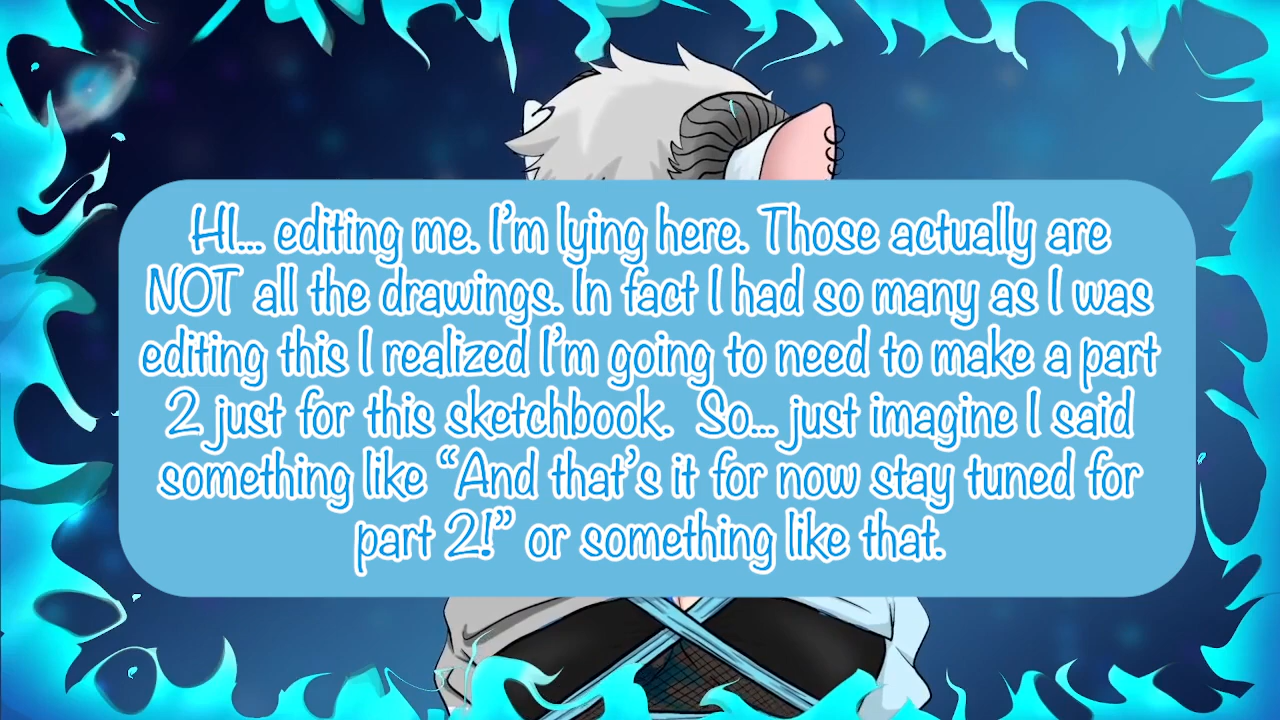 HI... editing me. I'm lying here. Those actually are
NOT all the drawings. In fact I had so many as I was
editing this I realized I'm going to need to make a part
2 just for this sketchbook. So... just imagine I said
something like “And that's it for now stay tuned for
part 2!” or something like that.